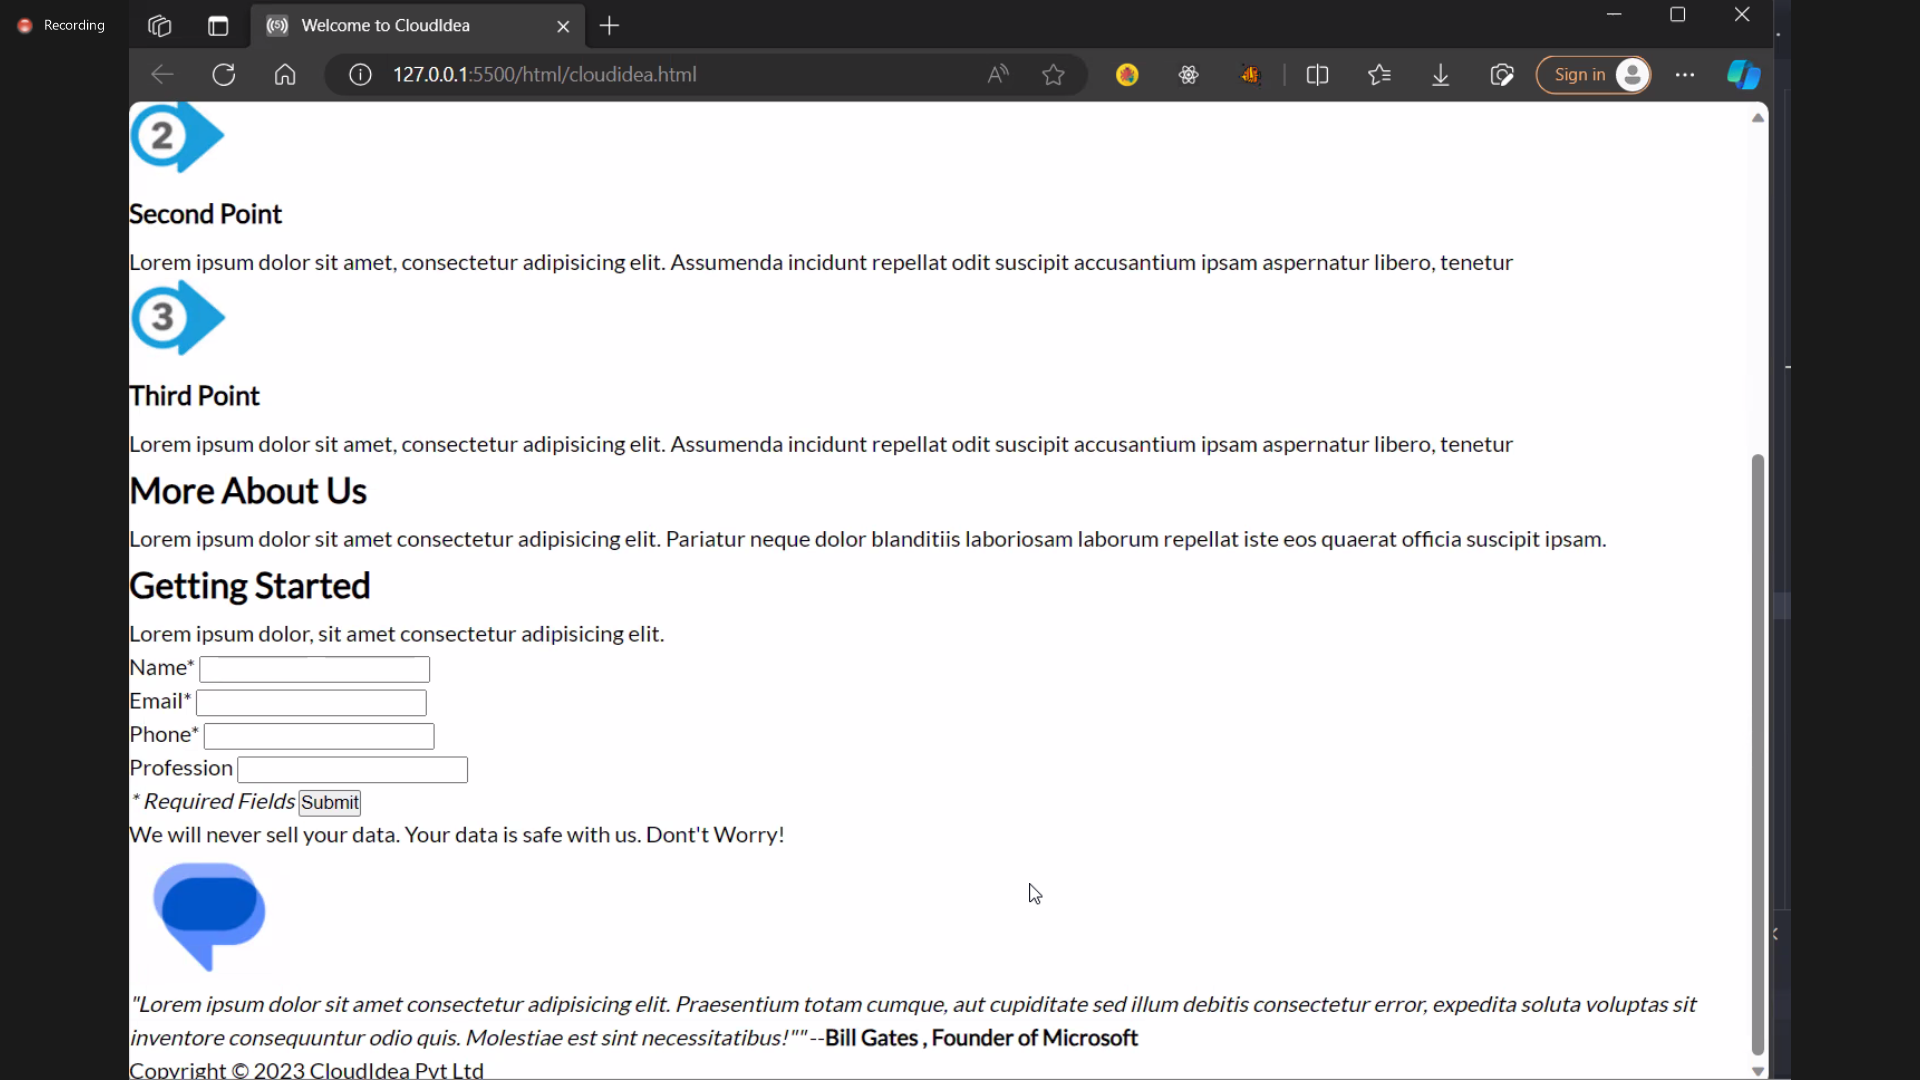 Recording
Welcome to CloudIdea
127.0.0.1:5500/html/cloudidea.html
Sign in
2
Second Point
Lorem ipsum dolor sit amet, consectetur adipisicing elit. Assumenda incidunt repellat odit suscipit accusantium ipsam aspernatur libero, tenetur
3
Third Point
Lorem ipsum dolor sit amet, consectetur adipisicing elit. Assumenda incidunt repellat odit suscipit accusantium ipsam aspernatur libero, tenetur
More About Us
Lorem ipsum dolor sit amet consectetur adipisicing elit. Pariatur neque dolor blanditiis laboriosam laborum repellat iste eos quaerat officia suscipit ipsam.
Getting Started
Lorem ipsum dolor, sit amet consectetur adipisicing elit.
Name*
Email*
Phone*
Profession
* Required Fields Submit
We will never sell your data. Your data is safe with us. Dont't Worry!
"Lorem ipsum dolor sit amet consectetur adipisicing elit. Praesentium totam cumque, aut cupiditate sed illum debitis consectetur error, expedita soluta voluptas sit
inventore consequuntur odio quis. Molestiae est sint necessitatibus!"" --Bill Gates , Founder of Microsoft
Copyright © 2023 CloudIdea Pvt Ltd